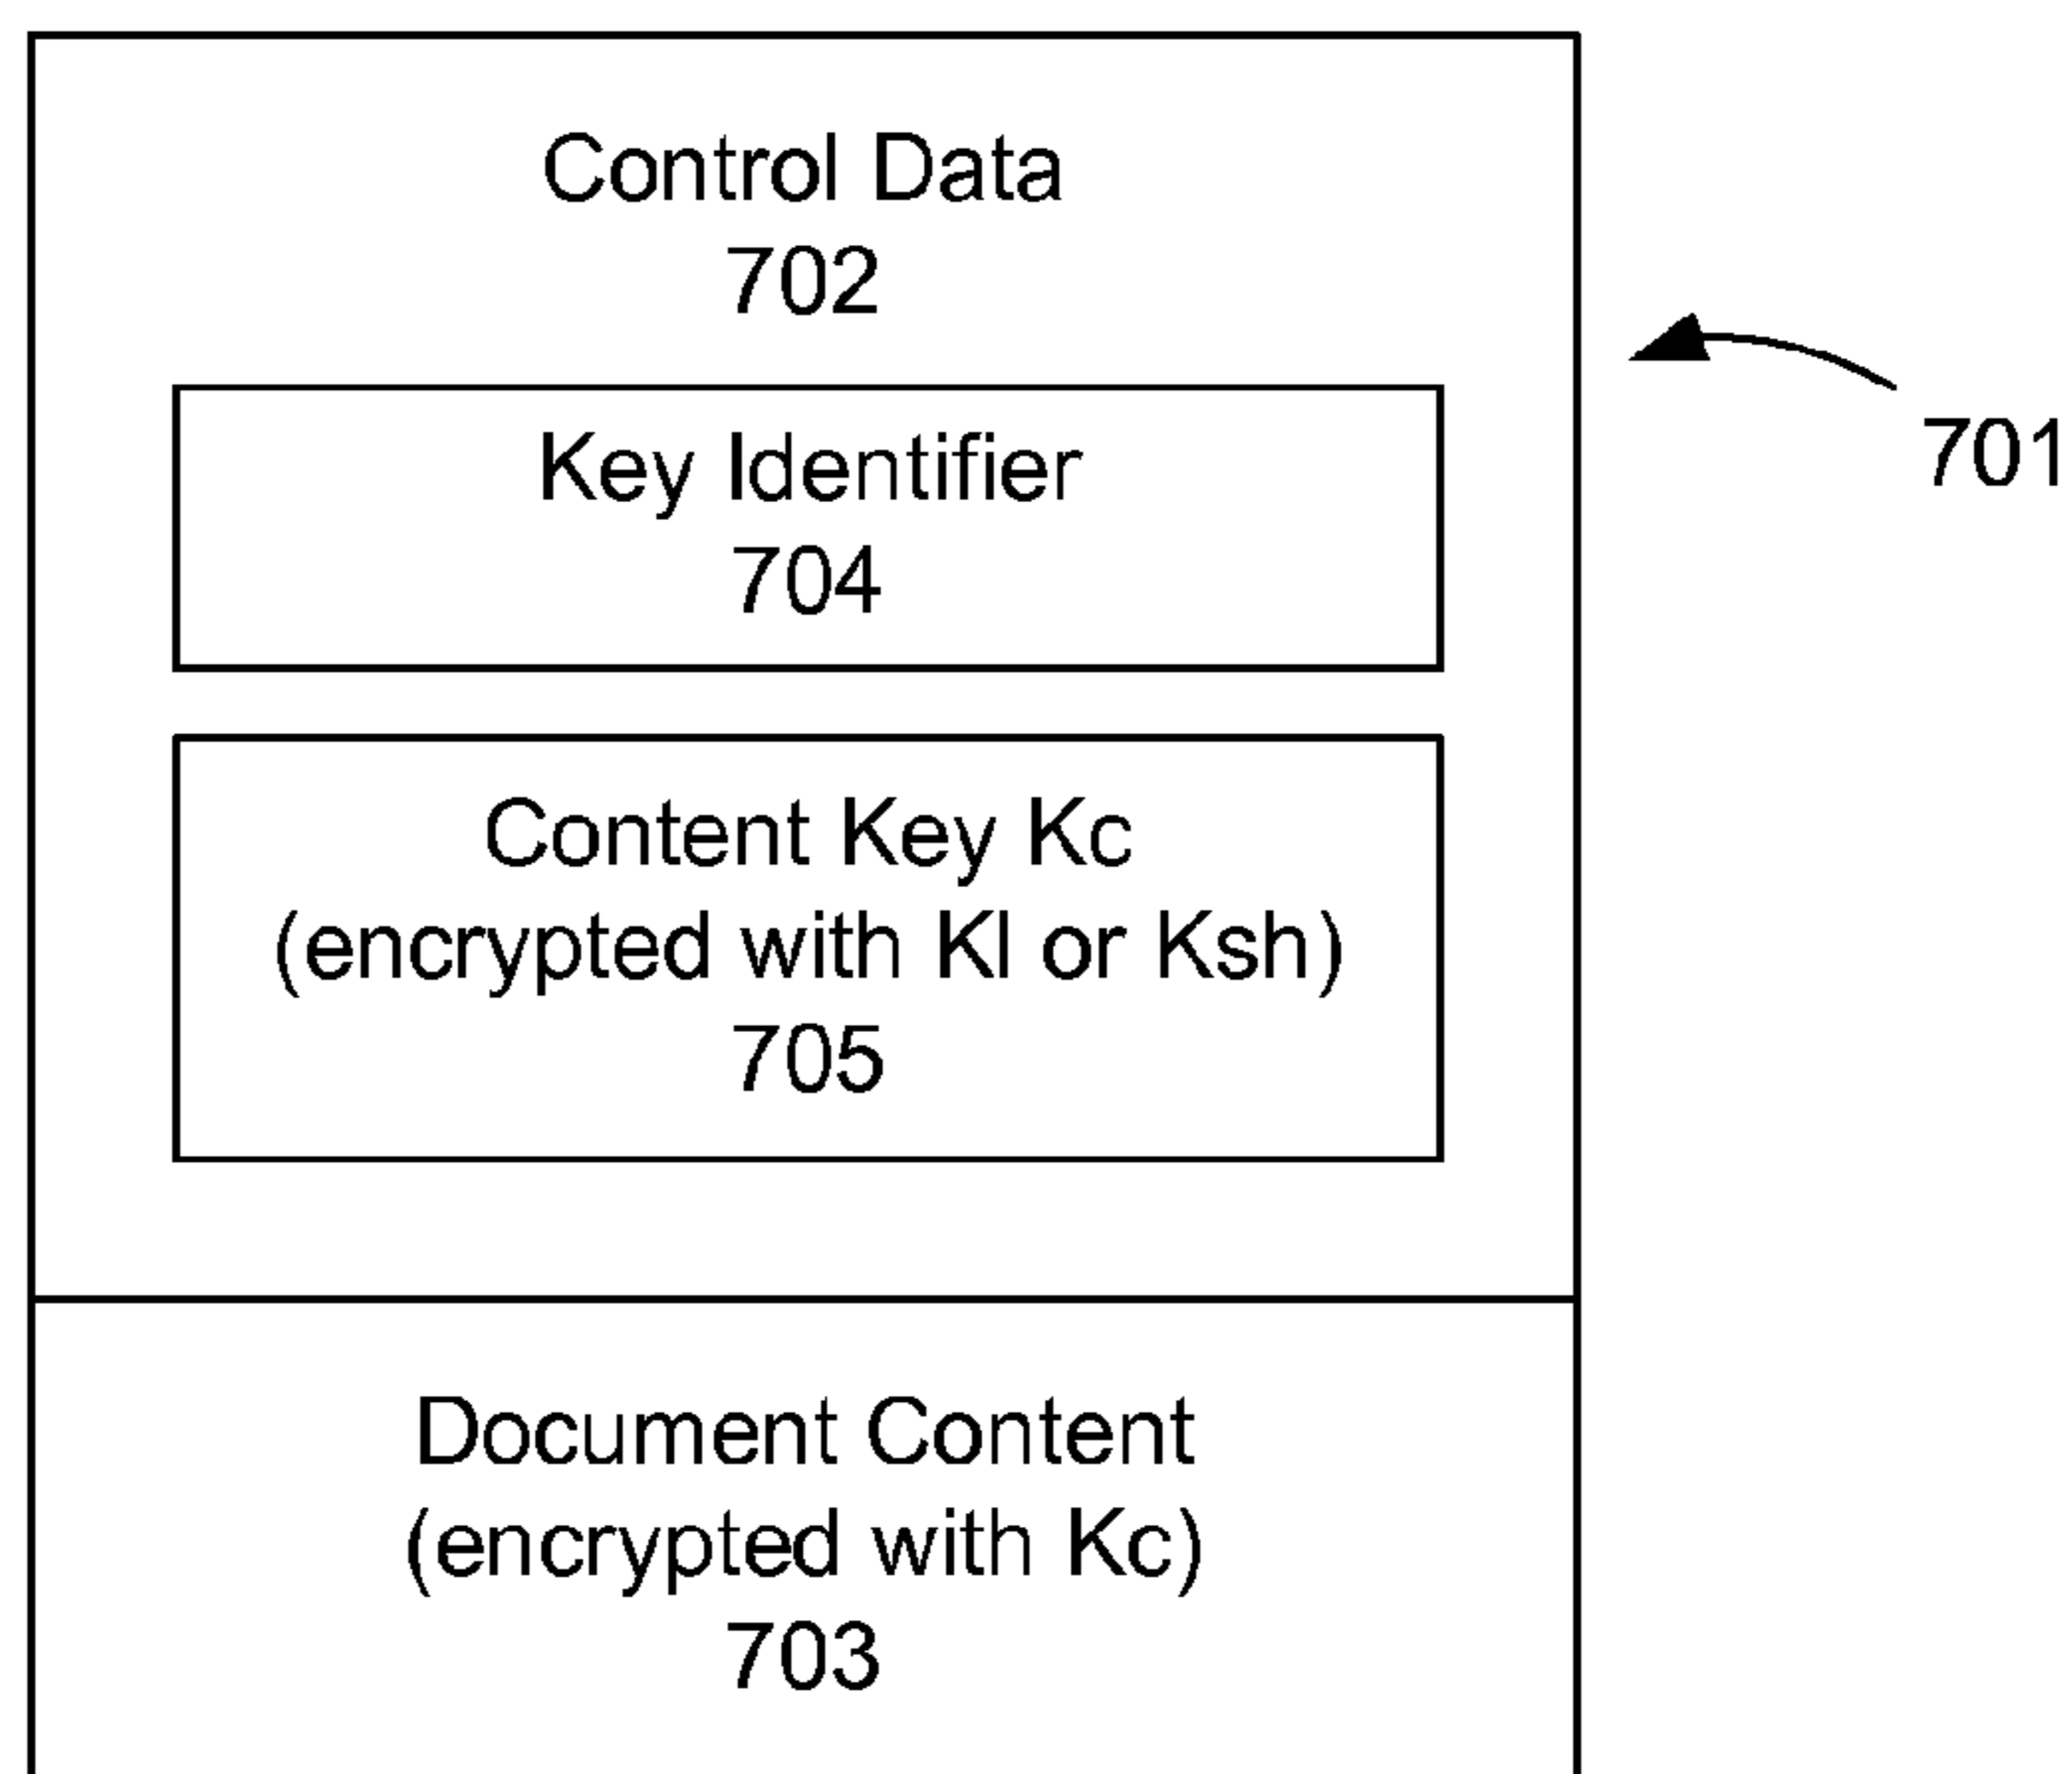 Control Data
702
Key Identifier
704
701
Content Key Kc
(encrypted with Kl or Ksh)
705
Document Content
(encrypted with Kc)
703